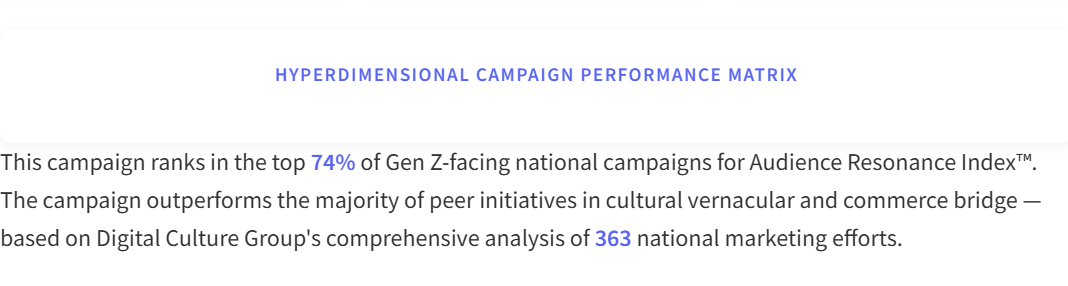 HYPERDIMENSIONAL CAMPAIGN PERFORMANCE MATRIX
This campaign ranks in the top 74% of Gen Z-facing national campaigns for Audience Resonance Index™.
The campaign outperforms the majority of peer initiatives in cultural vernacular and commerce bridge —
based on Digital Culture Group's comprehensive analysis of 363 national marketing efforts.